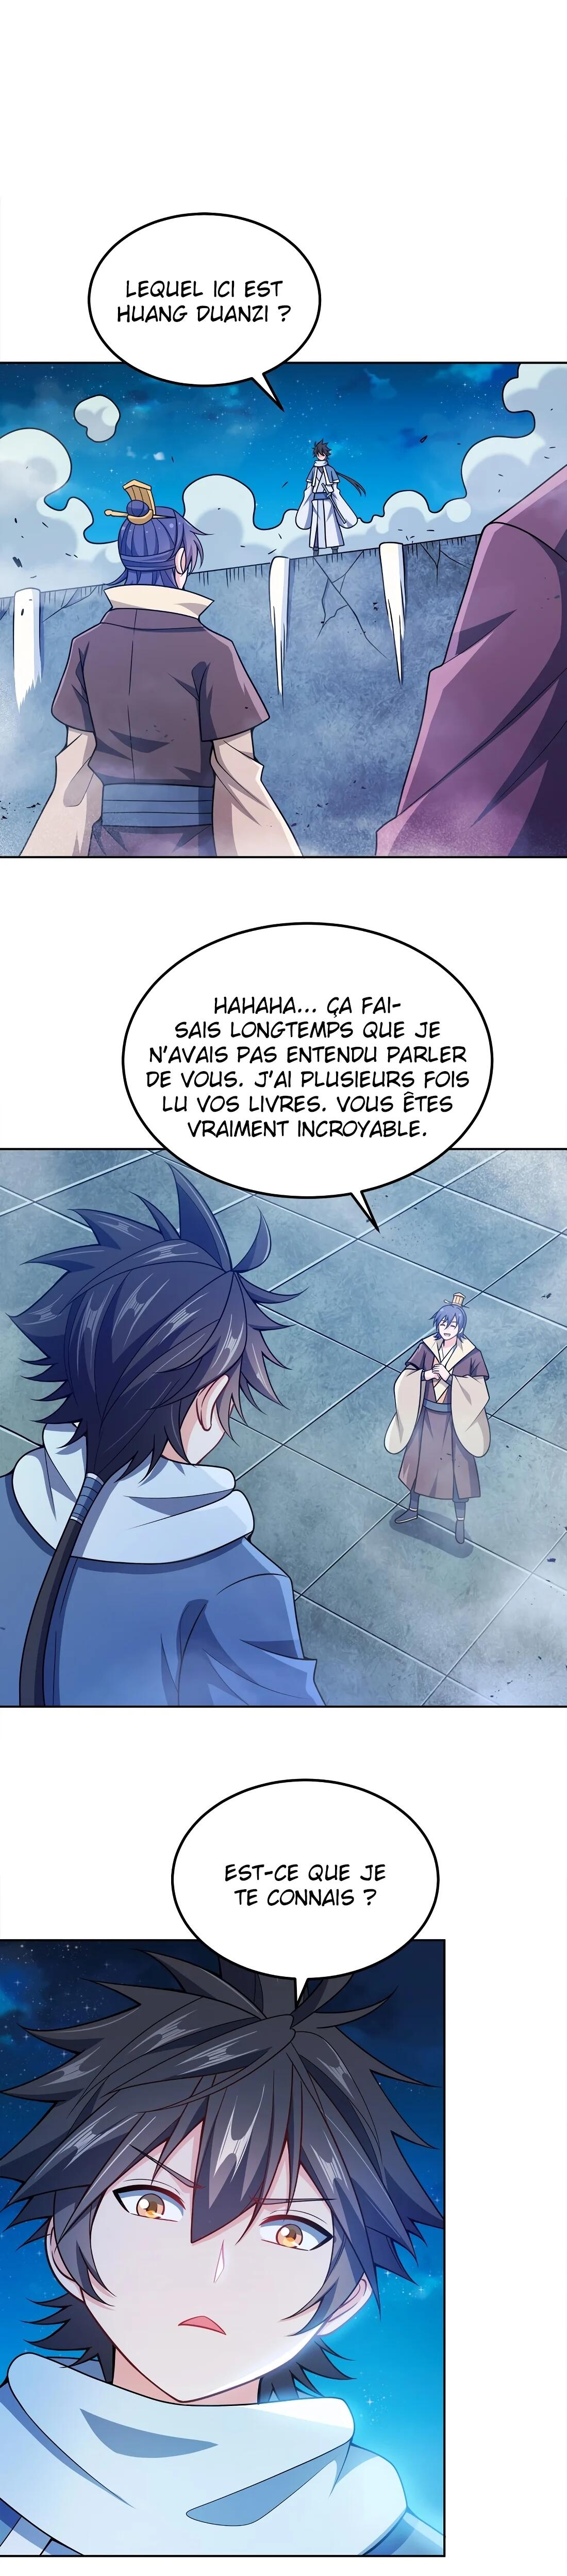 LEQUEL ICI EST
HUANG DUANZI ?
HAHAHA... ÇA FAI-
SAIS LONGTEMPS QUE JE
N'AVAIS PAS ENTENDU PARLER
DE VOUS. J'AI PLUSIEURS FOIS
LU VOS LIVRES. VOUS ÊTES
VRAIMENT INCROYABLE.
EST-CE QUE JE
TE CONNAIS ?